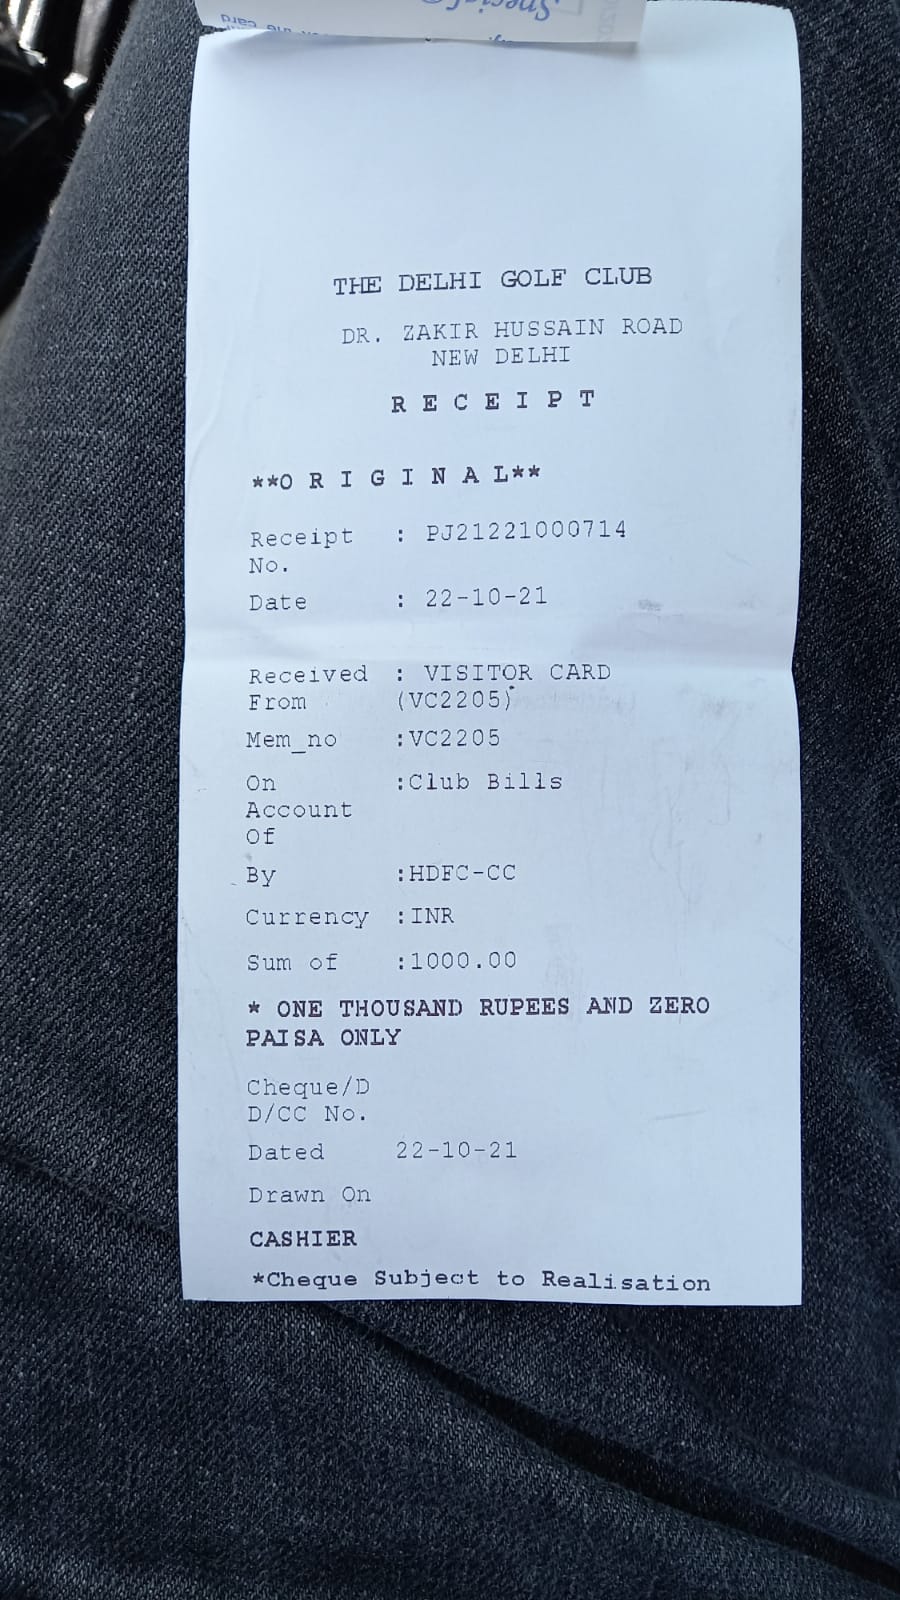 THE DELHI GOLF CLUB
DR. ZAKIR HUSSAIN ROAD
NEW DELHI
R E C E I P T
**O R I G I N A L**
Receipt No. : PJ21221000714
Date : 22-10-21
Received From : VISITOR CARD (VC2205)
Mem_no :VC2205
On Account Of :Club Bills
By :HDFC-CC
Currency :INR
Sum of :1000.00
* ONE THOUSAND RUPEES AND ZERO
PAISA ONLY
Cheque/D
D/CC No.
Dated 22-10-21
Drawn On
CASHIER
*Cheque Subject to Realisation